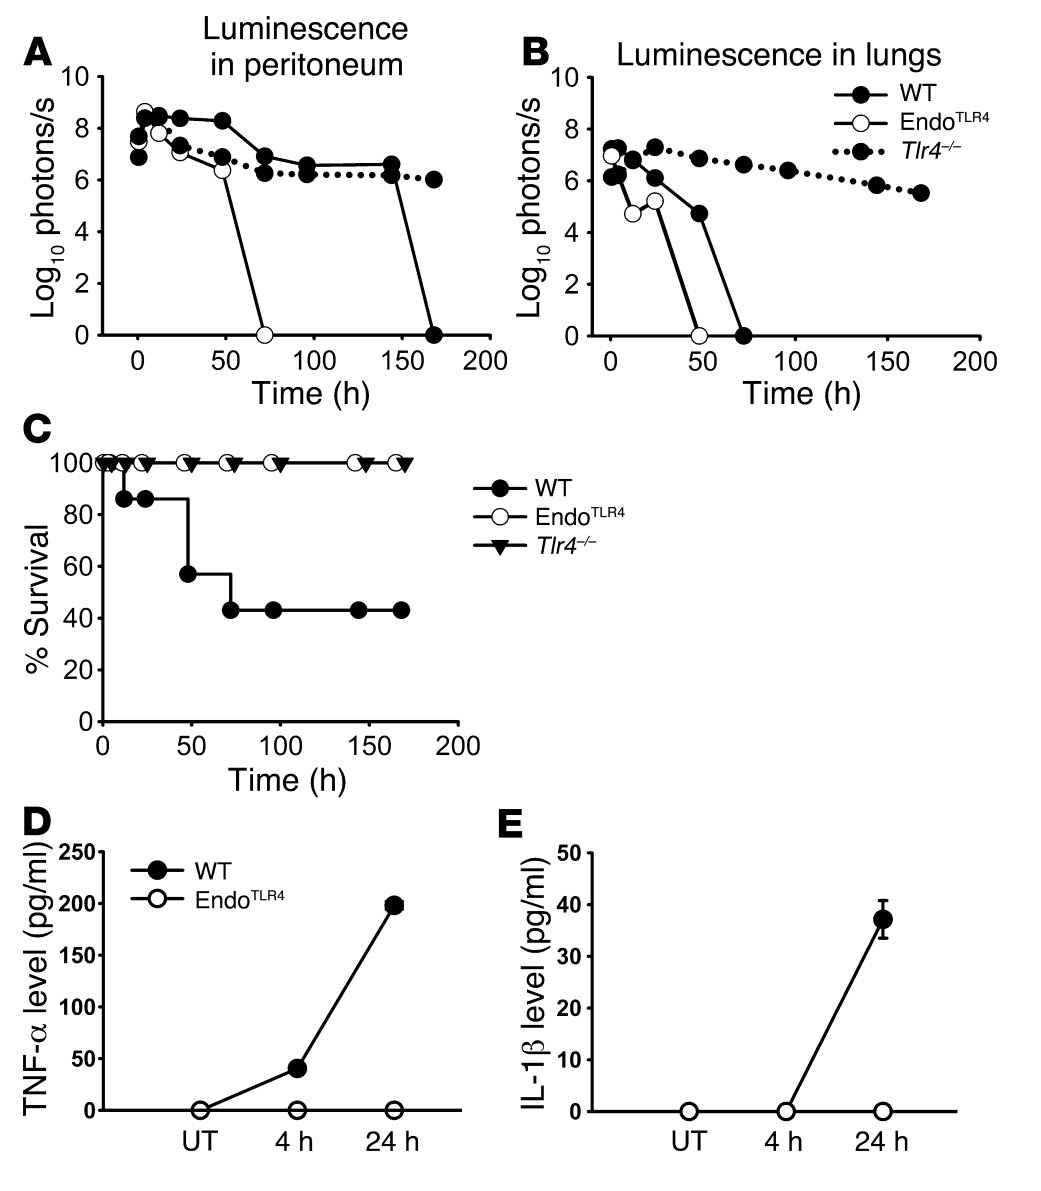 A
Luminescence
in peritoneum
Log10 photons/s
10
8
6
4
2
0
0 50 100 150 200
Time (h)
B
Luminescence in lungs
Log10 photons/s
10
8
6
4
2
0
0 50 100 150 200
Time (h)
WT
EndoTLR4
Tlr4–/–
C
% Survival
100
80
60
40
20
0
0 50 100 150 200
Time (h)
WT
EndoTLR4
Tlr4–/–
D
TNF-α level (pg/ml)
250
200
150
100
50
0
UT 4 h 24 h
WT
EndoTLR4
E
IL-1β level (pg/ml)
50
40
30
20
10
0
UT 4 h 24 h